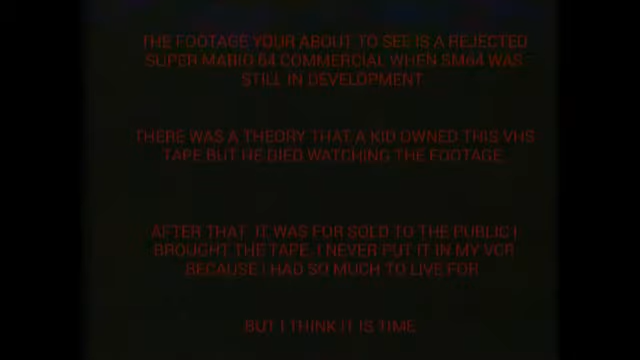 THE FOOTAGE YOUR ABOUT TO SEE IS A REJECTED
SUPER MARIO 64 COMMERCIAL WHEN SM64 WAS
STILL IN DEVELOPMENT
THERE WAS A THEORY THAT A KID OWNED THIS VHS
TAPE BUT HE DIED WATCHING THE FOOTAGE
AFTER THAT IT WAS FOR SOLD TO THE PUBLIC I
BROUGHT THE TAPE I NEVER PUT IT IN MY VCR
BECAUSE I HAD SO MUCH TO LIVE FOR
BUT I THINK IT IS TIME